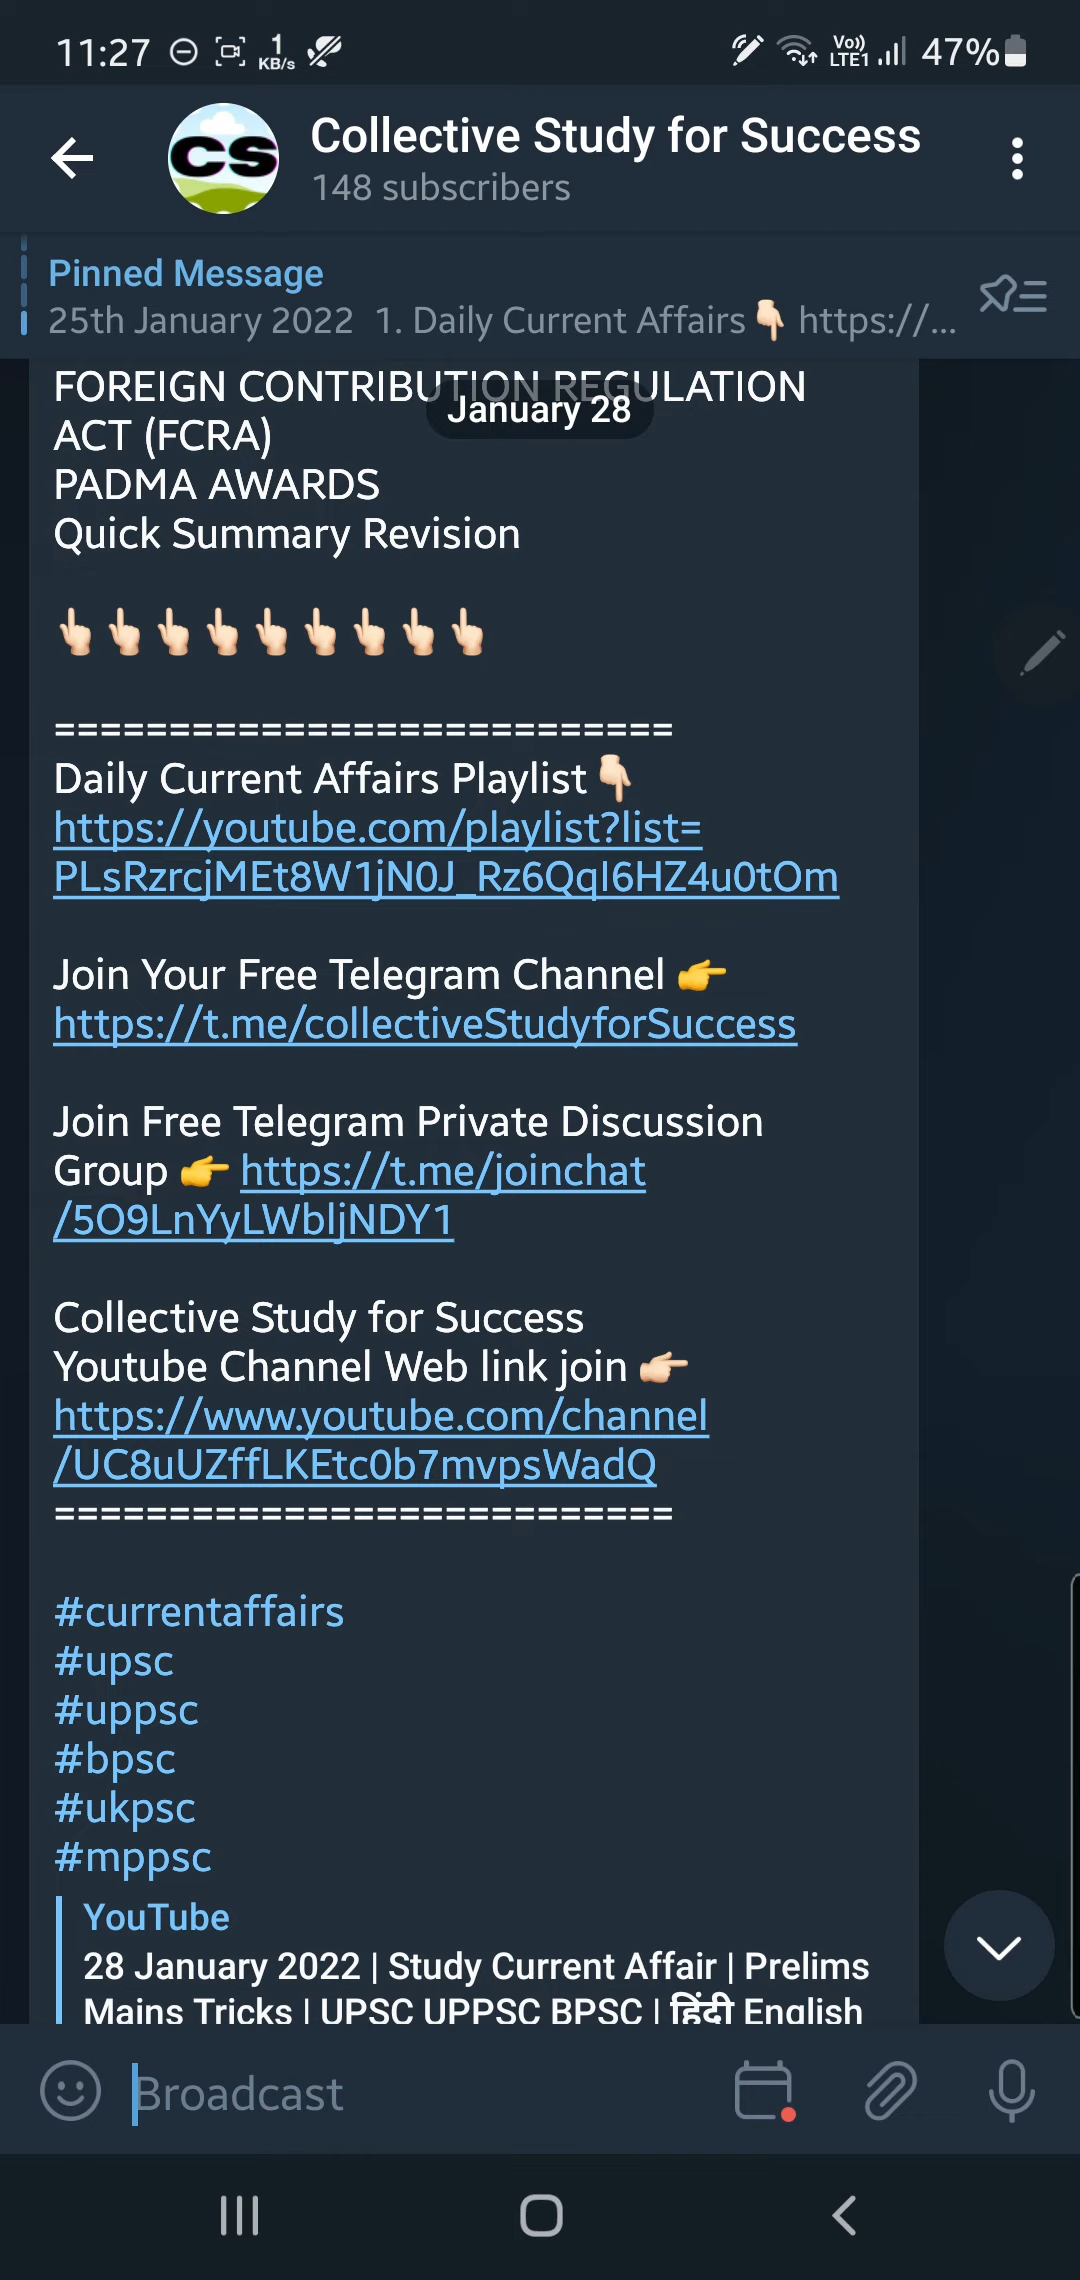 11:27 1 KB/s Vo)) LTE1 47%
CS
Collective Study for Success
148 subscribers
Pinned Message
25th January 2022 1. Daily Current Affairs👇🏻 https://...
FOREIGN CONTRIBUTION REGULATION
January 28
ACT (FCRA)
PADMA AWARDS
Quick Summary Revision
👆🏻👆🏻👆🏻👆🏻👆🏻👆🏻👆🏻👆🏻👆🏻
===========================
Daily Current Affairs Playlist👇🏻
https://youtube.com/playlist?list=
PLsRzrcjMEt8W1jN0J_Rz6QqI6HZ4u0tOm
Join Your Free Telegram Channel 👉
https://t.me/collectiveStudyforSuccess
Join Free Telegram Private Discussion
Group 👉 https://t.me/joinchat
/5O9LnYyLWbljNDY1
Collective Study for Success
Youtube Channel Web link join 👉🏻
https://www.youtube.com/channel
/UC8uUZffLKEtc0b7mvpsWadQ
===========================
#currentaffairs
#upsc
#uppsc
#bpsc
#ukpsc
#mppsc
YouTube
28 January 2022 | Study Current Affair | Prelims
Mains Tricks | UPSC UPPSC BPSC | हिंदी English
Broadcast